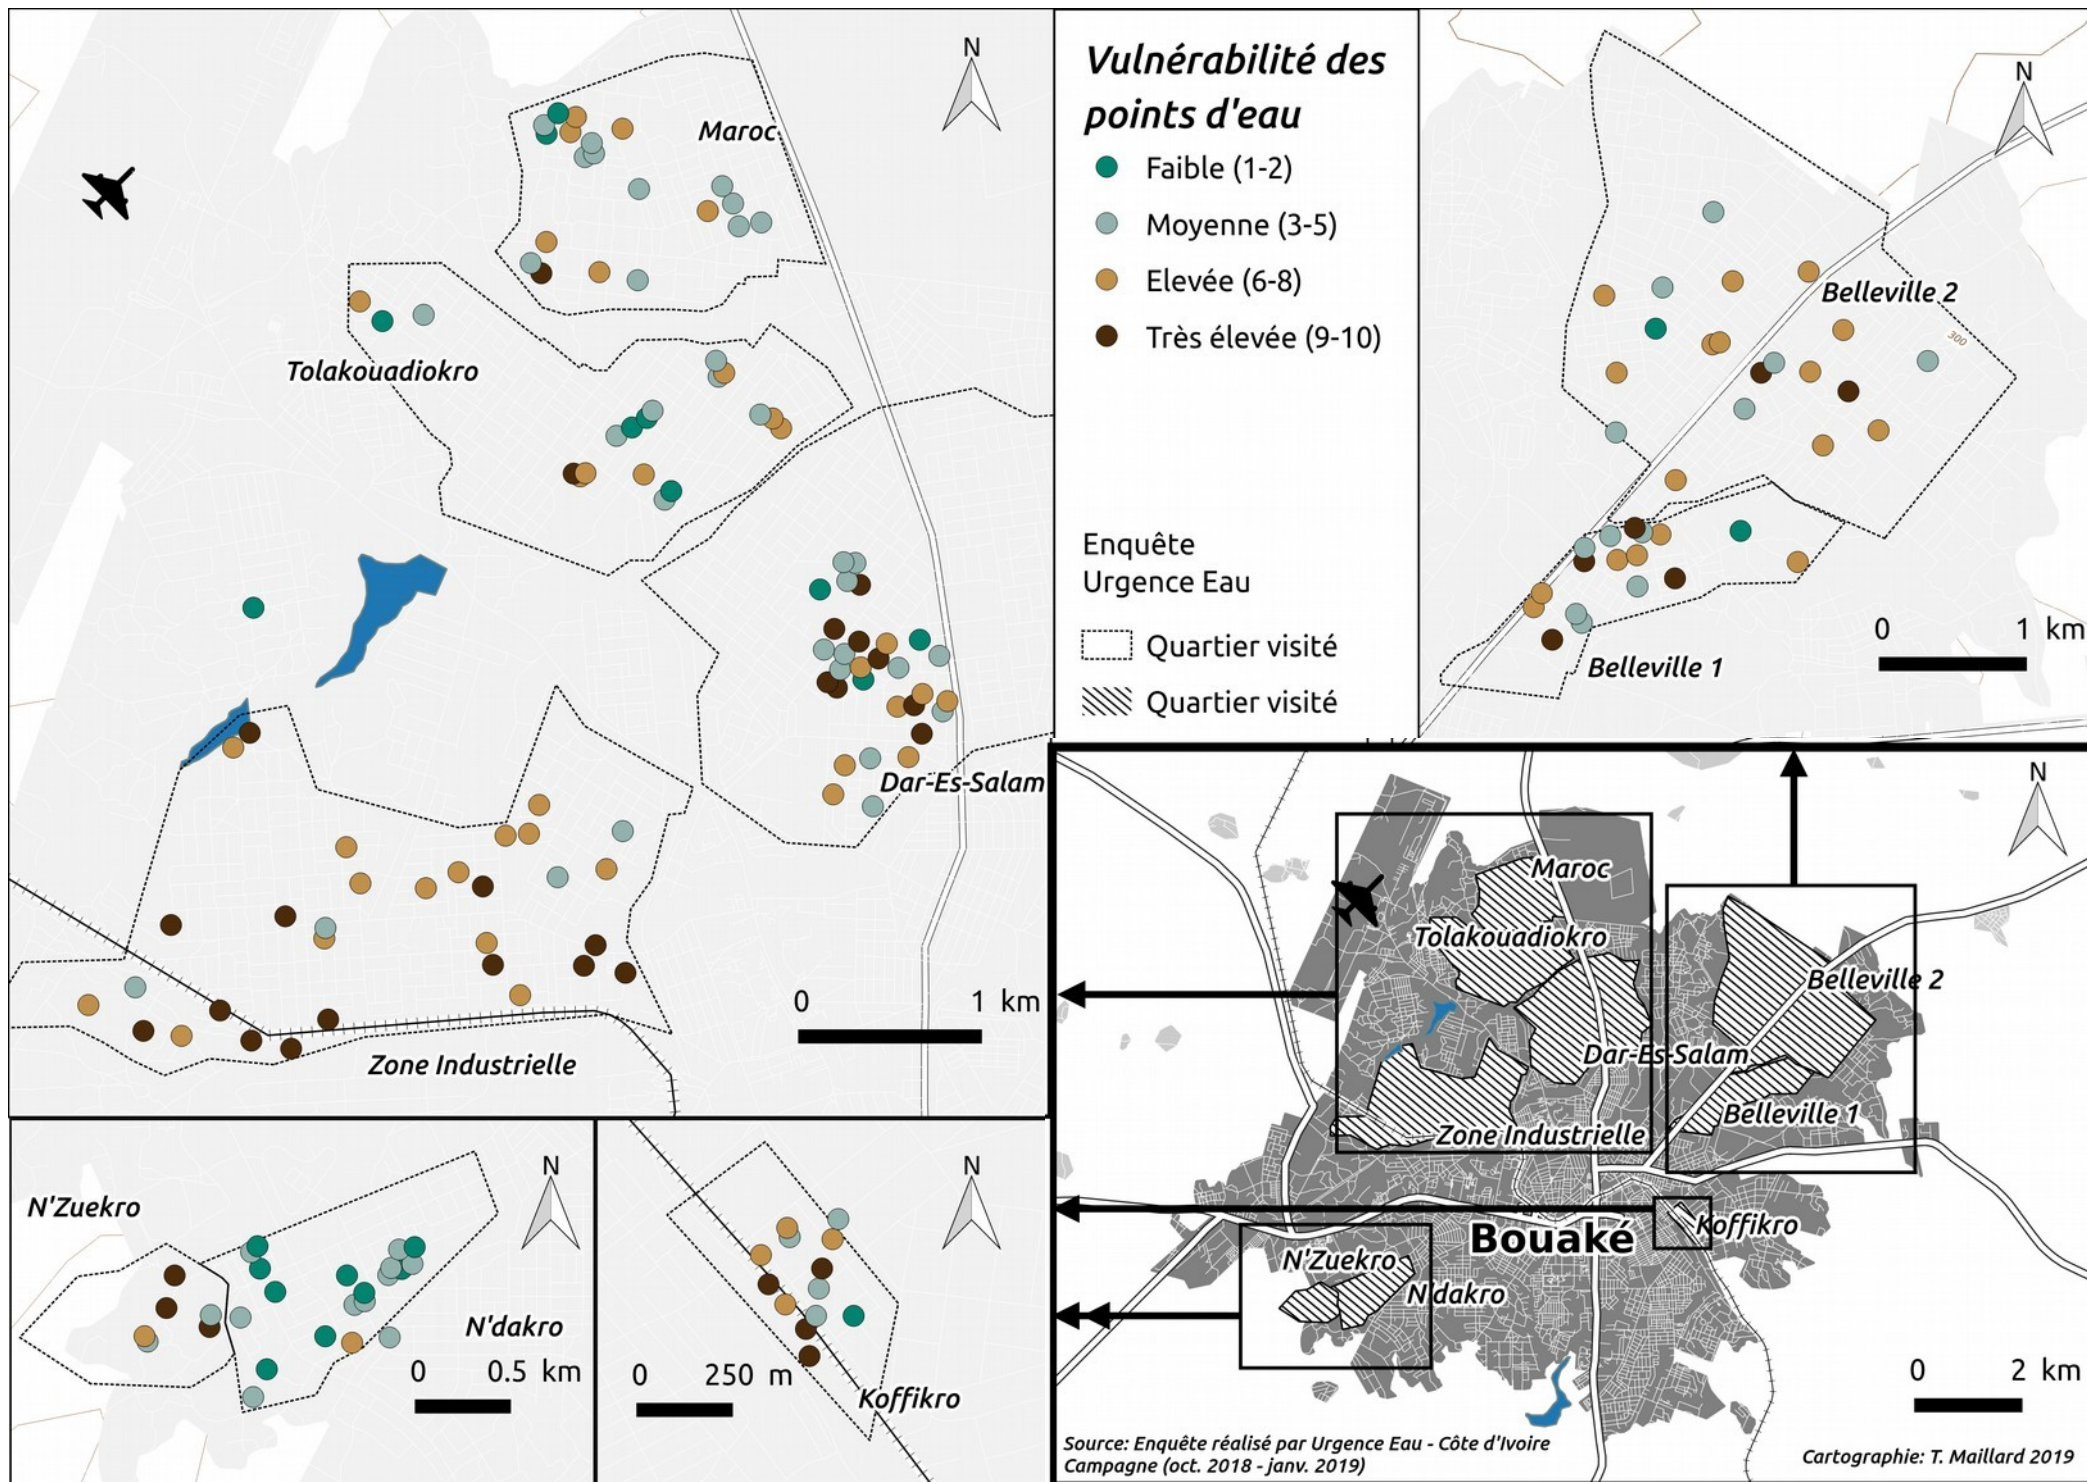 N
Maroc
Tolakouadiokro
Dar-Es-Salam
Zone Industrielle
0 1 km
Vulnérabilité des
points d'eau
Faible (1-2)
Moyenne (3-5)
Elevée (6-8)
Très élevée (9-10)
Enquête
Urgence Eau
Quartier visité
Quartier visité
N
Belleville 2
300
0 1 km
Belleville 1
N'Zuekro
N
N'dakro
0 0.5 km
N
0 250 m
Koffikro
N
Maroc
Tolakouadiokro
Belleville 2
Dar-Es-Salam
Belleville 1
Zone Industrielle
Koffikro
Bouaké
N'Zuekro
N'dakro
0 2 km
Source: Enquête réalisé par Urgence Eau - Côte d'Ivoire
Campagne (oct. 2018 - janv. 2019)
Cartographie: T. Maillard 2019